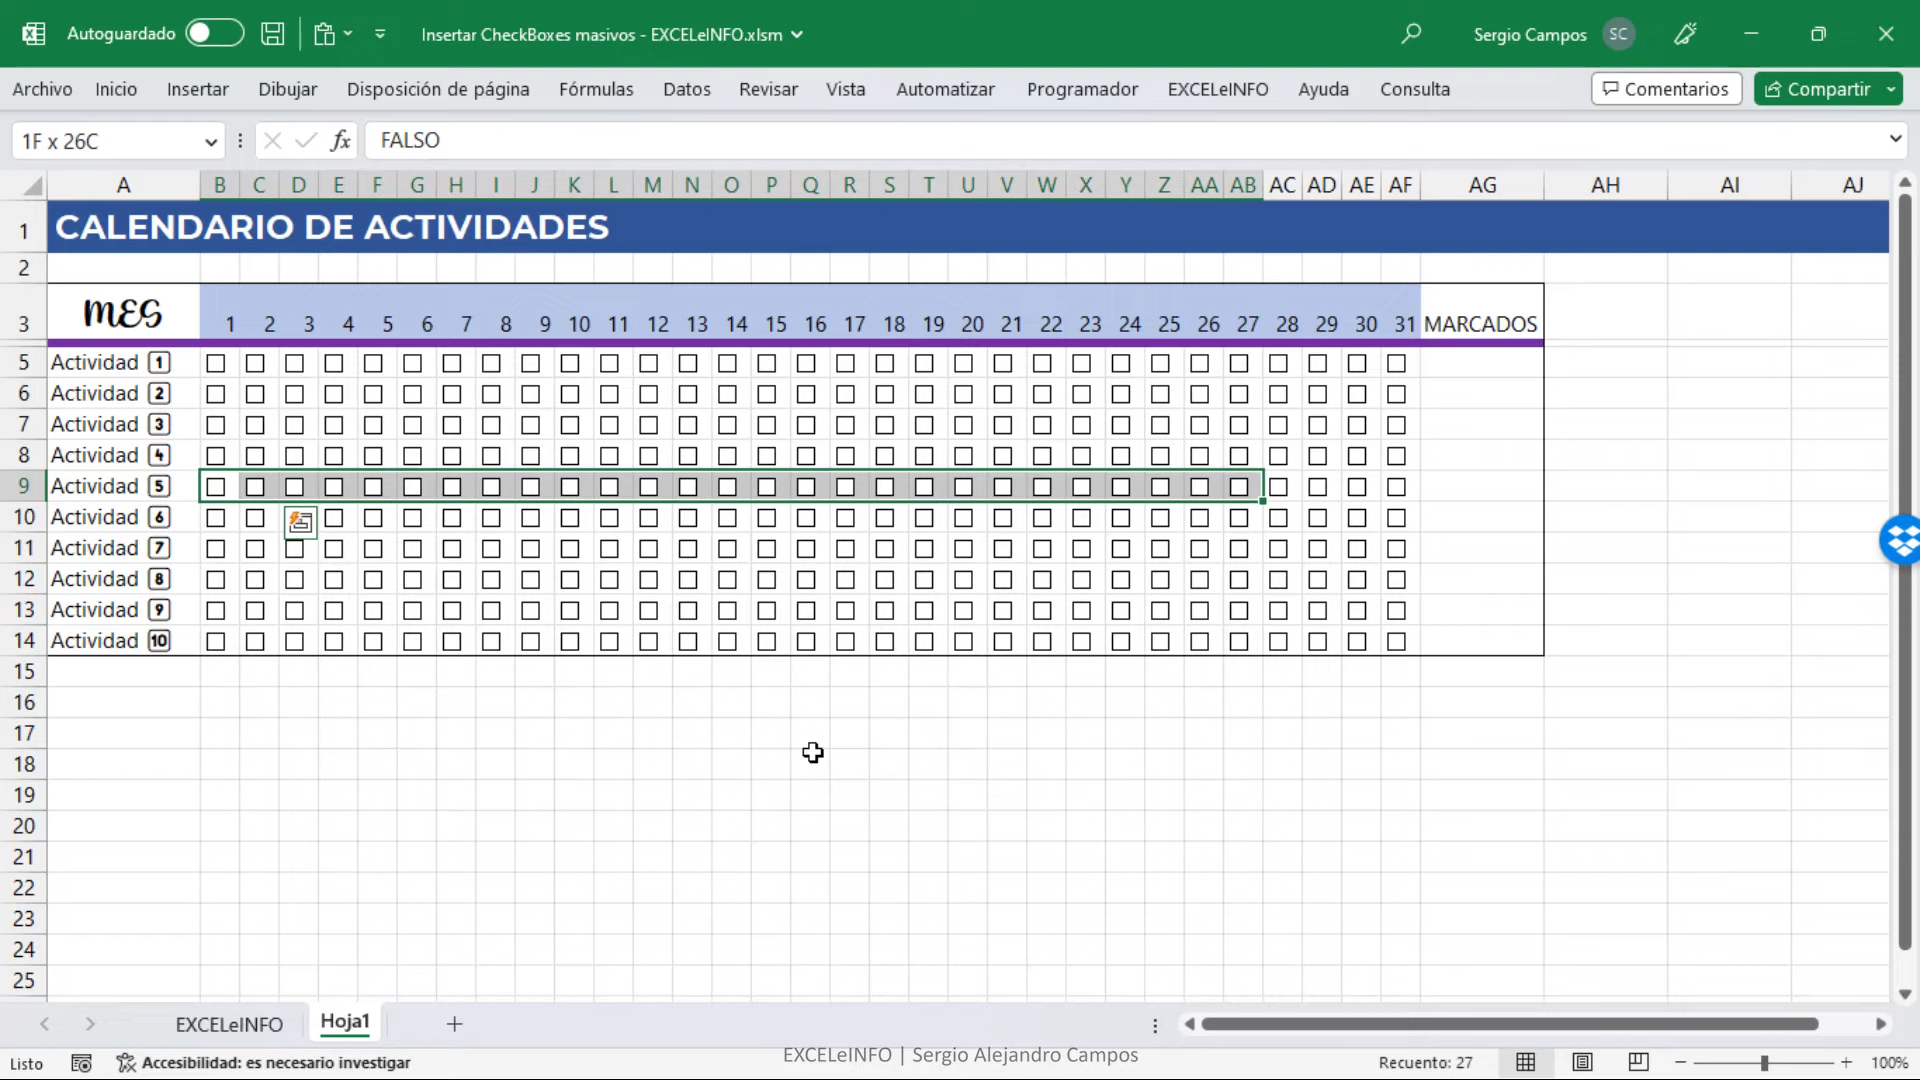 Autoguardado
Insertar CheckBoxes masivos - EXCELeINFO.xlsm
Sergio Campos
SC
Archivo Inicio Insertar Dibujar Disposición de página Fórmulas Datos Revisar Vista Automatizar Programador EXCELeINFO Ayuda Consulta
Comentarios
Compartir
1F x 26C
fx
FALSO
A B C D E F G H I J K L M N O P Q R S T U V W X Y Z AA AB AC AD AE AF AG AH AI AJ
1 CALENDARIO DE ACTIVIDADES
2
3 MES 1 2 3 4 5 6 7 8 9 10 11 12 13 14 15 16 17 18 19 20 21 22 23 24 25 26 27 28 29 30 31 MARCADOS
5 Actividad 1
6 Actividad 2
7 Actividad 3
8 Actividad 4
9 Actividad 5
10 Actividad 6
11 Actividad 7
12 Actividad 8
13 Actividad 9
14 Actividad 10
15
16
17
18
19
20
21
22
23
24
25
EXCELeINFO Hoja1
Listo
Accesibilidad: es necesario investigar
EXCELeINFO | Sergio Alejandro Campos
Recuento: 27
100%